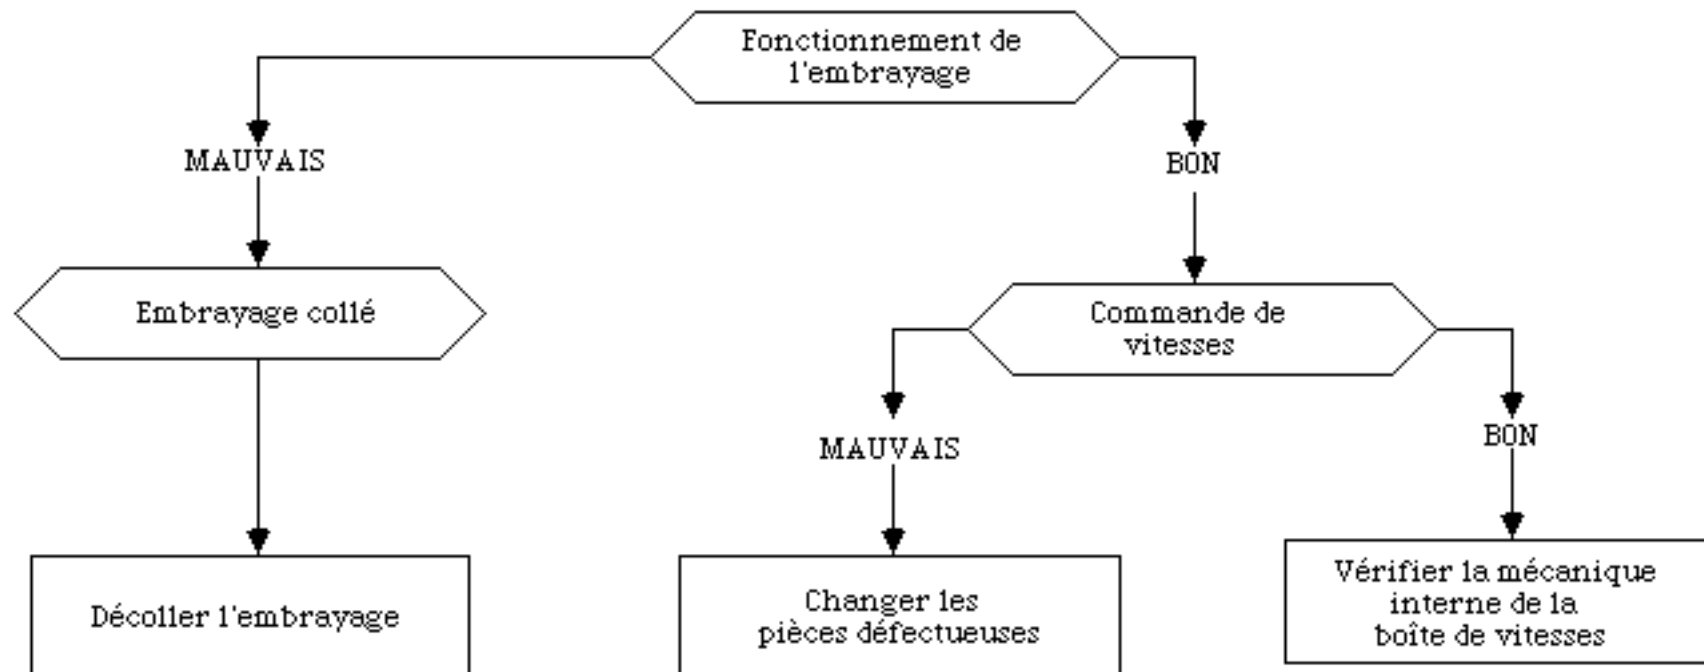 Fonctionnement de
l'embrayage
MAUVAIS
BON
Embrayage collé
Commande de
vitesses
MAUVAIS
BON
Décoller l'embrayage
Changer les
pièces défectueuses
Vérifier la mécanique
interne de la
boîte de vitesses